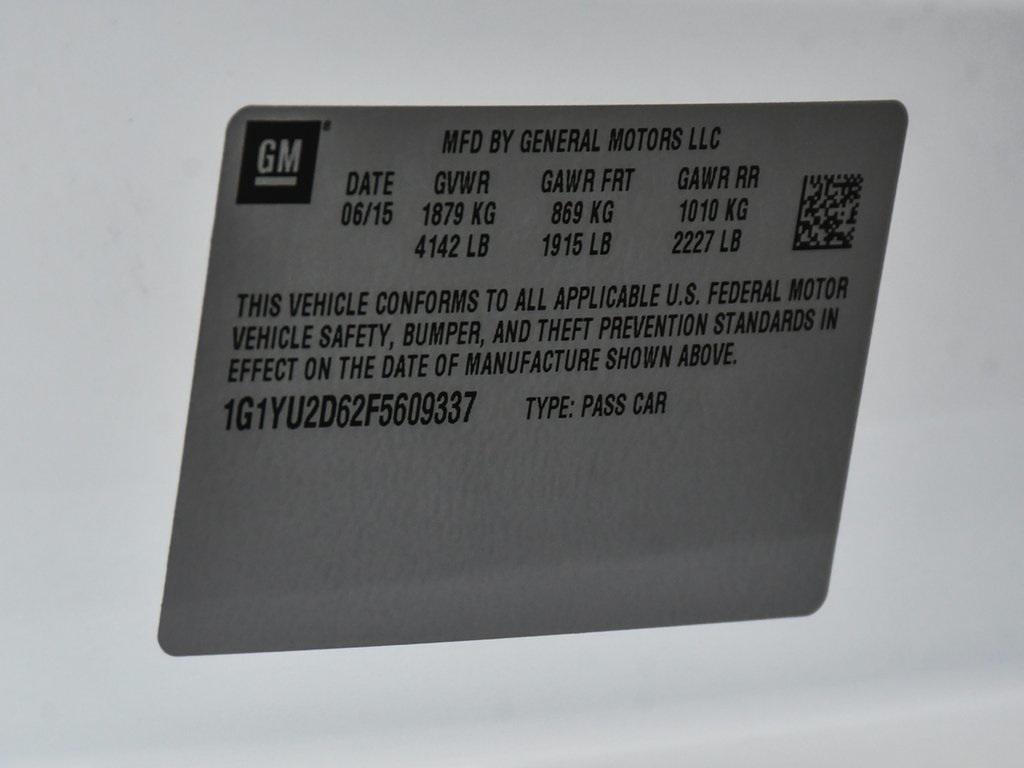 GM®
MFD BY GENERAL MOTORS LLC
DATE GVWR GAWR FRT GAWR RR
06/15 1879 KG 869 KG 1010 KG
4142 LB 1915 LB 2227 LB
THIS VEHICLE CONFORMS TO ALL APPLICABLE U.S. FEDERAL MOTOR
VEHICLE SAFETY, BUMPER, AND THEFT PREVENTION STANDARDS IN
EFFECT ON THE DATE OF MANUFACTURE SHOWN ABOVE.
1G1YU2D62F5609337 TYPE: PASS CAR